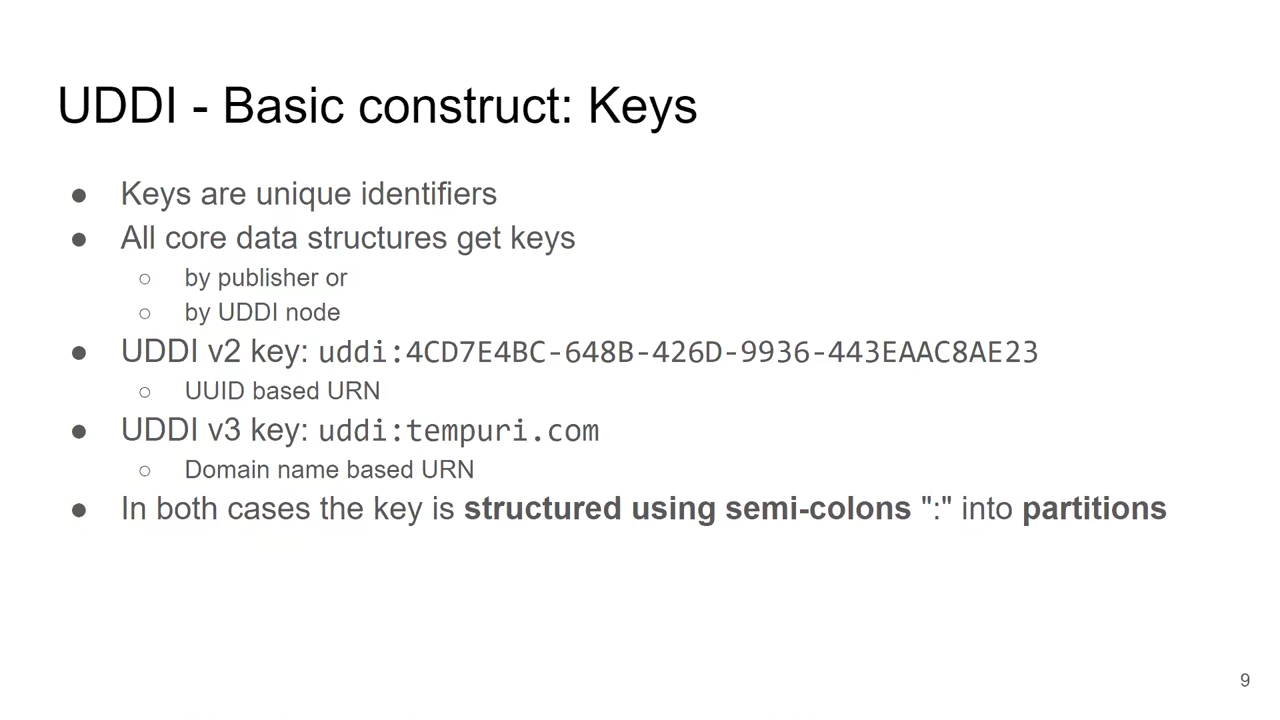 UDDI - Basic construct: Keys
● Keys are unique identifiers
● All core data structures get keys
○ by publisher or
○ by UDDI node
● UDDI v2 key: uddi:4CD7E4BC-648B-426D-9936-443EAAC8AE23
○ UUID based URN
● UDDI v3 key: uddi:tempuri.com
○ Domain name based URN
● In both cases the key is structured using semi-colons ":" into partitions
9